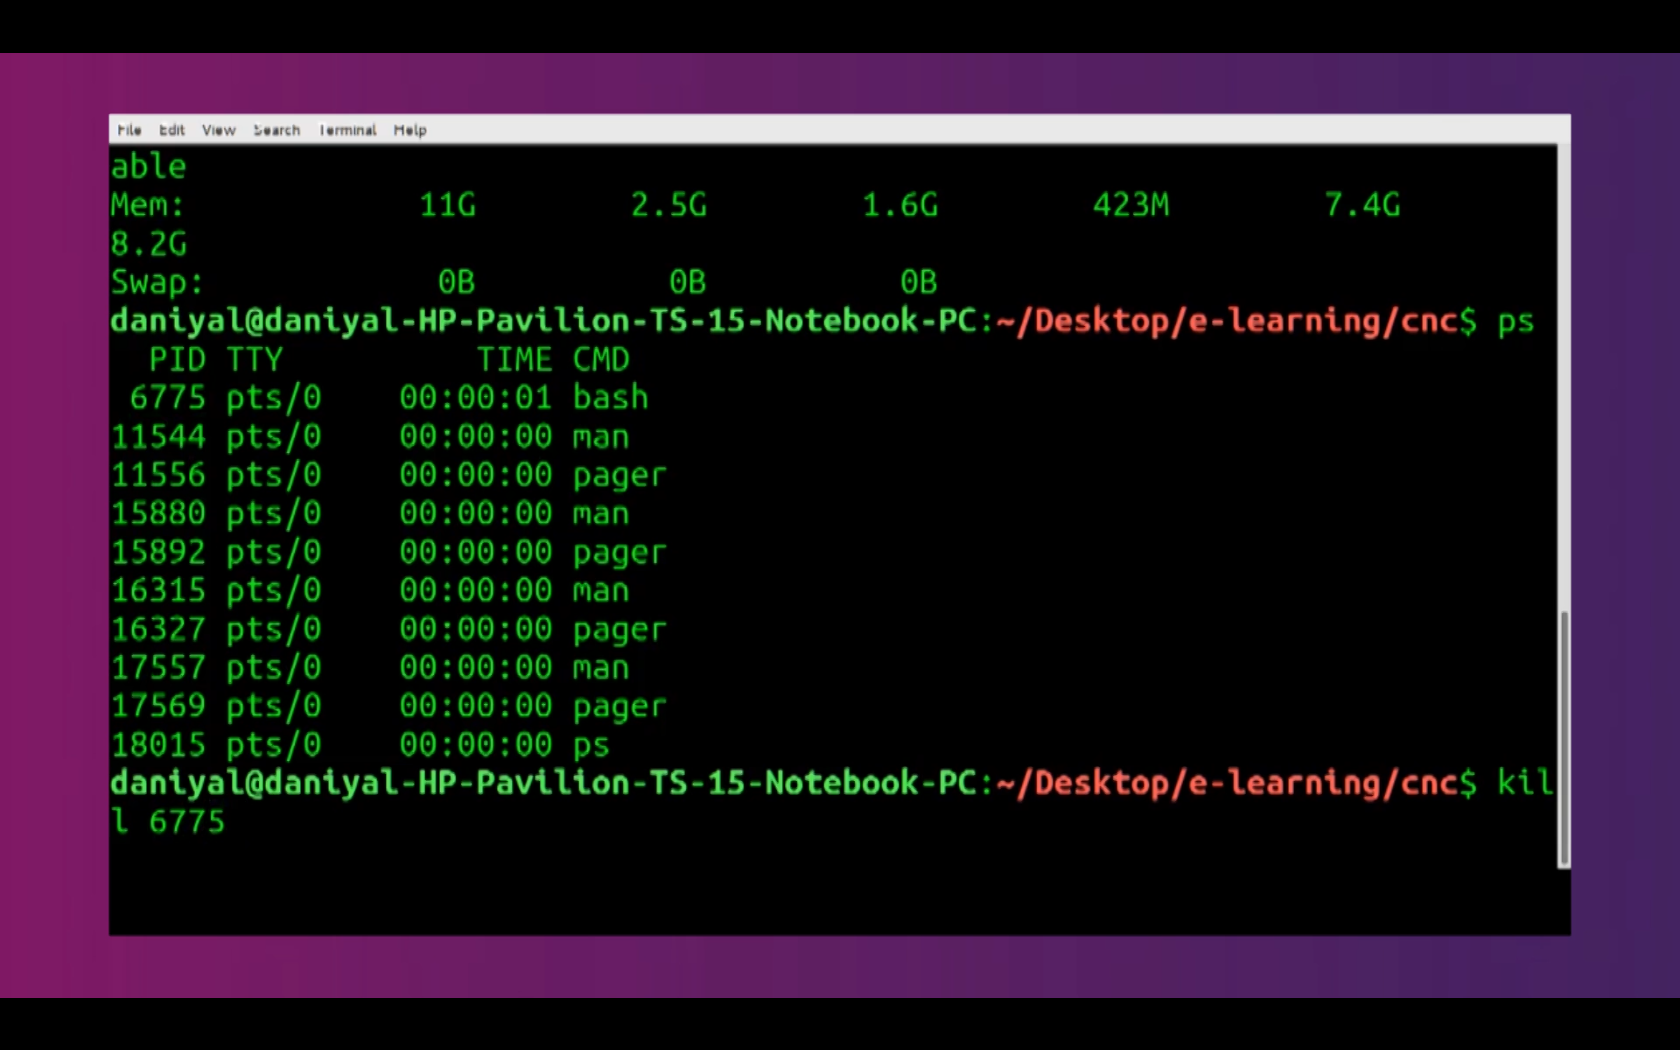 File Edit View Search Terminal Help
able
Mem: 11G 2.5G 1.6G 423M 7.4G
8.2G
Swap: 0B 0B 0B
daniyal@daniyal-HP-Pavilion-TS-15-Notebook-PC:~/Desktop/e-learning/cnc$ ps
PID TTY TIME CMD
6775 pts/0 00:00:01 bash
11544 pts/0 00:00:00 man
11556 pts/0 00:00:00 pager
15880 pts/0 00:00:00 man
15892 pts/0 00:00:00 pager
16315 pts/0 00:00:00 man
16327 pts/0 00:00:00 pager
17557 pts/0 00:00:00 man
17569 pts/0 00:00:00 pager
18015 pts/0 00:00:00 ps
daniyal@daniyal-HP-Pavilion-TS-15-Notebook-PC:~/Desktop/e-learning/cnc$ kil
l 6775